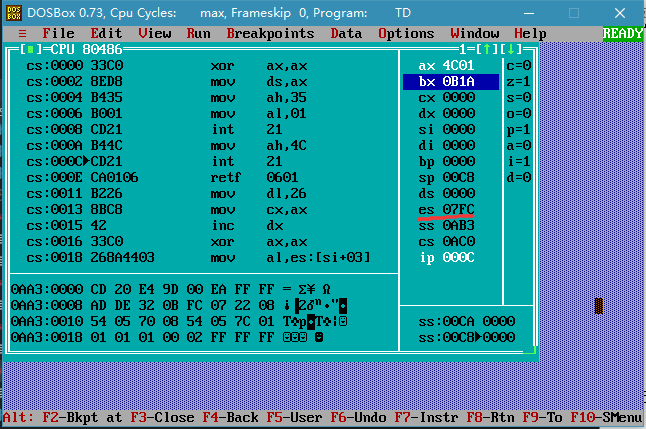 DOSBox 0.73, Cpu Cycles: max, Frameskip 0, Program: TD
≡ File Edit View Run Breakpoints Data Options Window Help READY
[■]=CPU 80486 1=[↑][↓]
cs:0000 33C0 xor ax,ax ax 4C01 c=0
cs:0002 8ED8 mov ds,ax bx 0B1A z=1
cs:0004 B435 mov ah,35 cx 0000 s=0
cs:0006 B001 mov al,01 dx 0000 o=0
cs:0008 CD21 int 21 si 0000 p=1
cs:000A B44C mov ah,4C di 0000 a=0
cs:000C►CD21 int 21 bp 0000 i=1
cs:000E CA0106 retf 0601 sp 00C8 d=0
cs:0011 B226 mov dl,26 ds 0000
cs:0013 8BC8 mov cx,ax es 07FC
cs:0015 42 inc dx ss 0AB3
cs:0016 33C0 xor ax,ax cs 0AC0
cs:0018 268A4403 mov al,es:[si+03] ip 000C
0AA3:0000 CD 20 E4 9D 00 EA FF FF = Σ¥ Ω
0AA3:0008 AD DE 32 0B FC 07 22 08
0AA3:0010 54 05 70 08 54 05 7C 01
0AA3:0018 01 01 01 00 02 FF FF FF
ss:00CA 0000
ss:00C8►0000
Alt: F2-Bkpt at F3-Close F4-Back F5-User F6-Undo F7-Instr F8-Rtn F9-To F10-SMenu